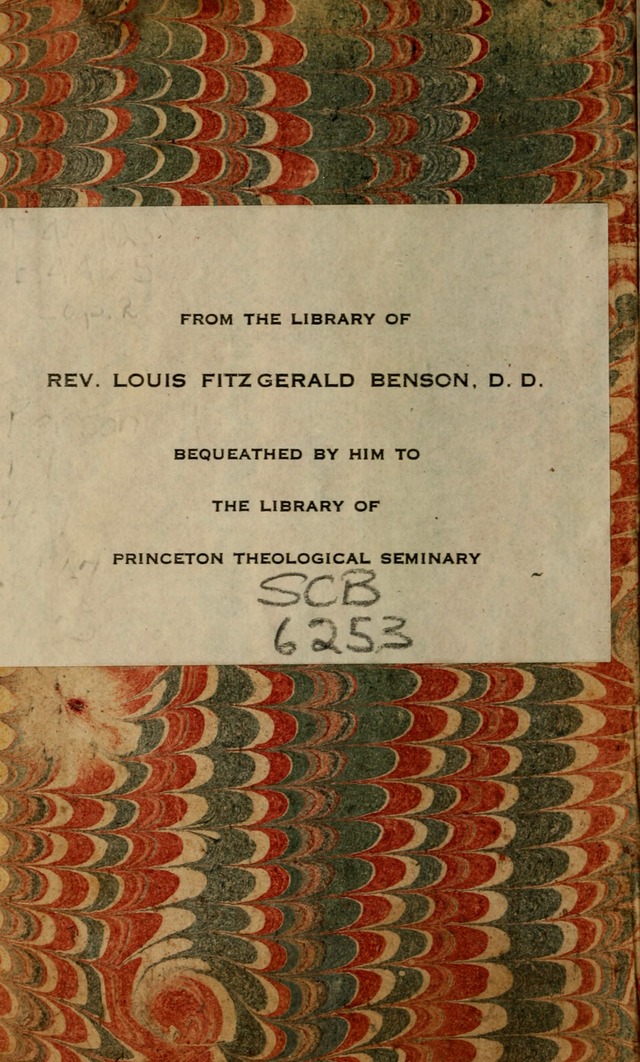 FROM THE LIBRARY OF
REV. LOUIS FITZGERALD BENSON, D. D.
BEQUEATHED BY HIM TO
THE LIBRARY OF
PRINCETON THEOLOGICAL SEMINARY
SCB
6253